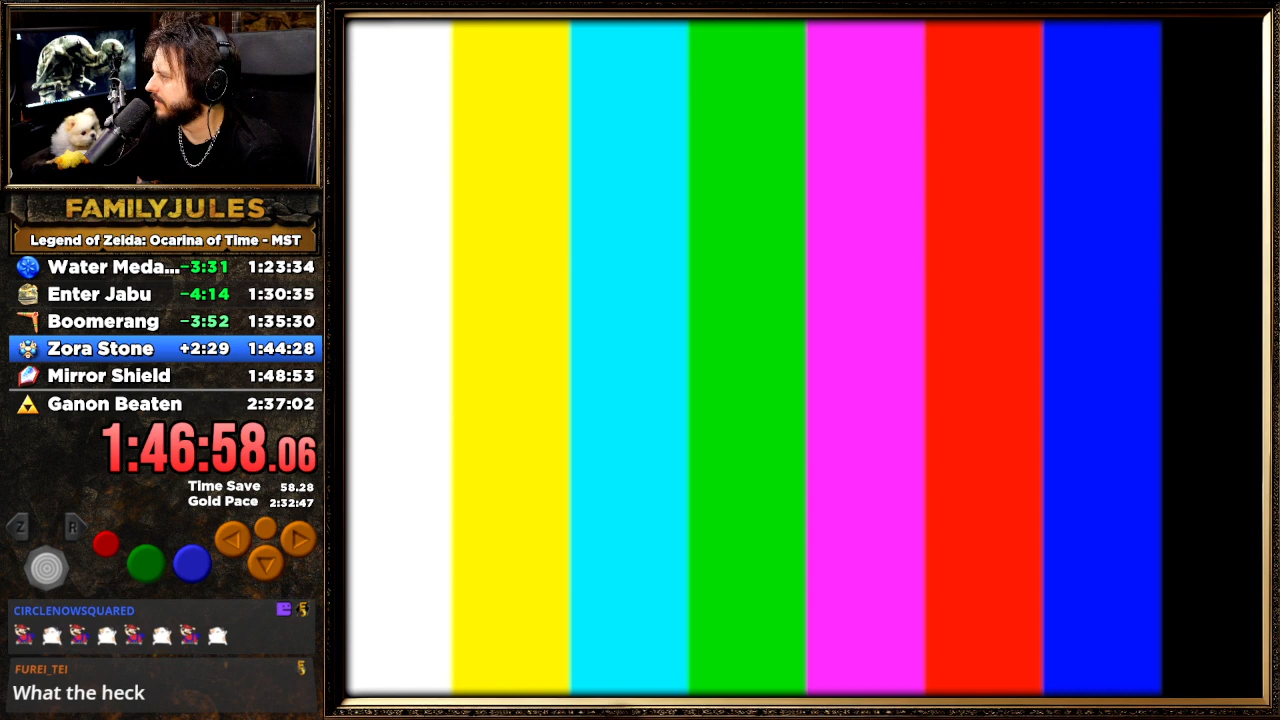 FAMILYJULES
Legend of Zelda: Ocarina of Time - MST
Water Meda... -3:31 1:23:34
Enter Jabu -4:14 1:30:35
Boomerang -3:52 1:35:30
Zora Stone +2:29 1:44:28
Mirror Shield 1:48:53
Ganon Beaten 2:37:02
1:46:58.06
Time Save 58.28
Gold Pace 2:32:47
Z R
CIRCLENOWSQUARED
FUREI_TEI
What the heck